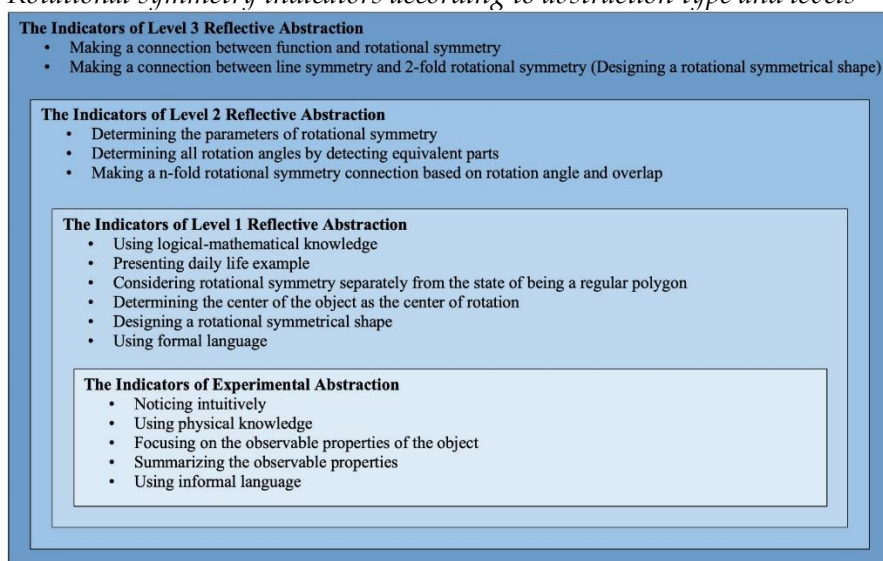 Rotational symmetry indicators according to abstraction type and levels
The Indicators of Level 3 Reflective Abstraction
• Making a connection between function and rotational symmetry
• Making a connection between line symmetry and 2-fold rotational symmetry (Designing a rotational symmetrical shape)
The Indicators of Level 2 Reflective Abstraction
• Determining the parameters of rotational symmetry
• Determining all rotation angles by detecting equivalent parts
• Making a n-fold rotational symmetry connection based on rotation angle and overlap
The Indicators of Level 1 Reflective Abstraction
• Using logical-mathematical knowledge
• Presenting daily life example
• Considering rotational symmetry separately from the state of being a regular polygon
• Determining the center of the object as the center of rotation
• Designing a rotational symmetrical shape
• Using formal language
The Indicators of Experimental Abstraction
• Noticing intuitively
• Using physical knowledge
• Focusing on the observable properties of the object
• Summarizing the observable properties
• Using informal language